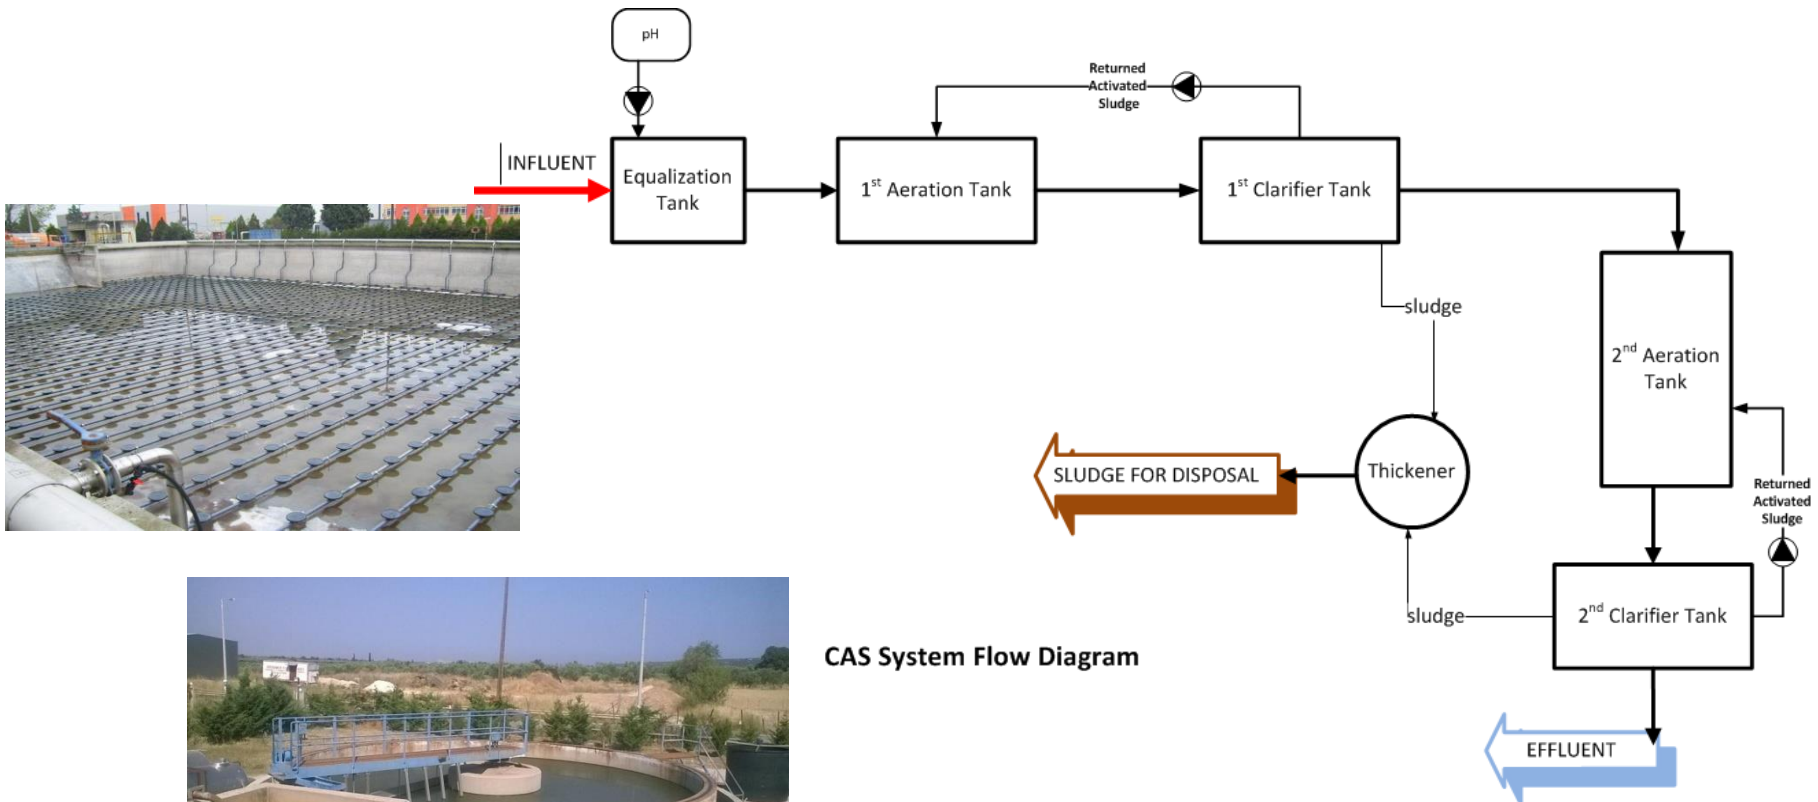 pH
INFLUENT
Equalization
Tank
1st Aeration Tank
Returned
Activated
Sludge
1st Clarifier Tank
sludge
2nd Aeration
Tank
Thickener
SLUDGE FOR DISPOSAL
Returned
Activated
Sludge
sludge
2nd Clarifier Tank
CAS System Flow Diagram
EFFLUENT